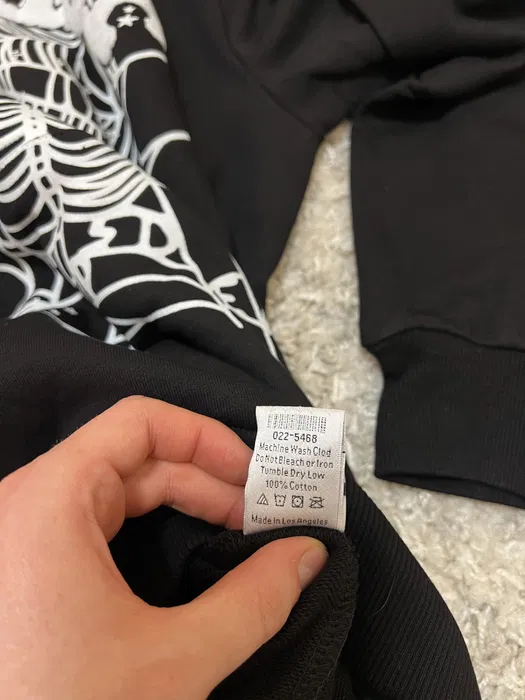 022-5468
Machine Wash Clod
Do Not Bleach or Iron
Tumble Dry Low
100% Cotton
Made in Los Angeles